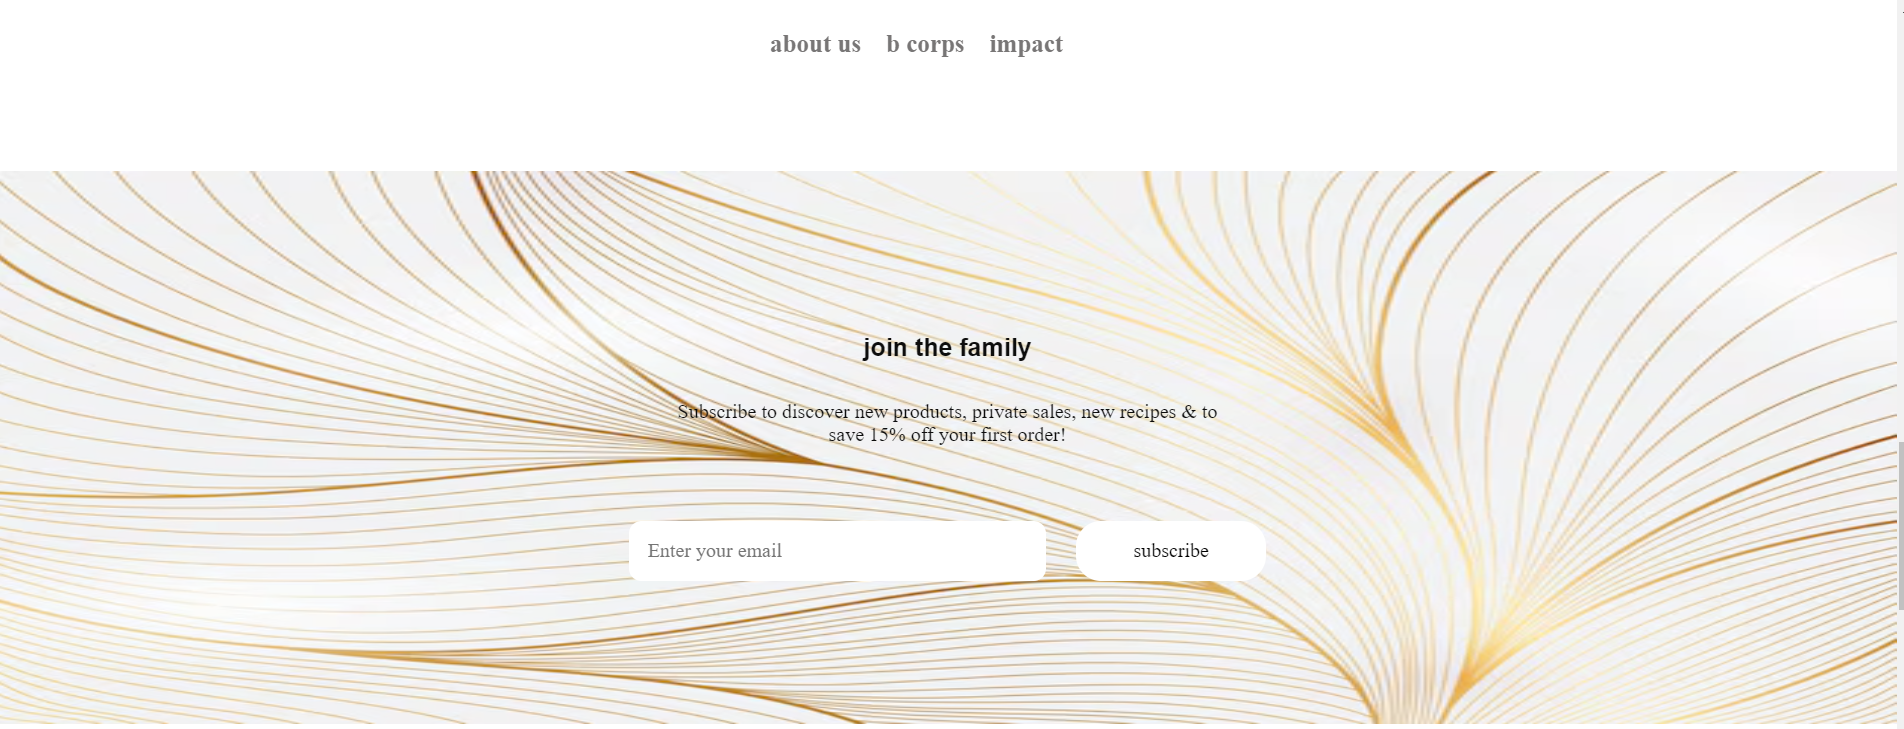 about us b corps impact
join the family
Subscribe to discover new products, private sales, new recipes & to
save 15% off your first order!
Enter your email
subscribe